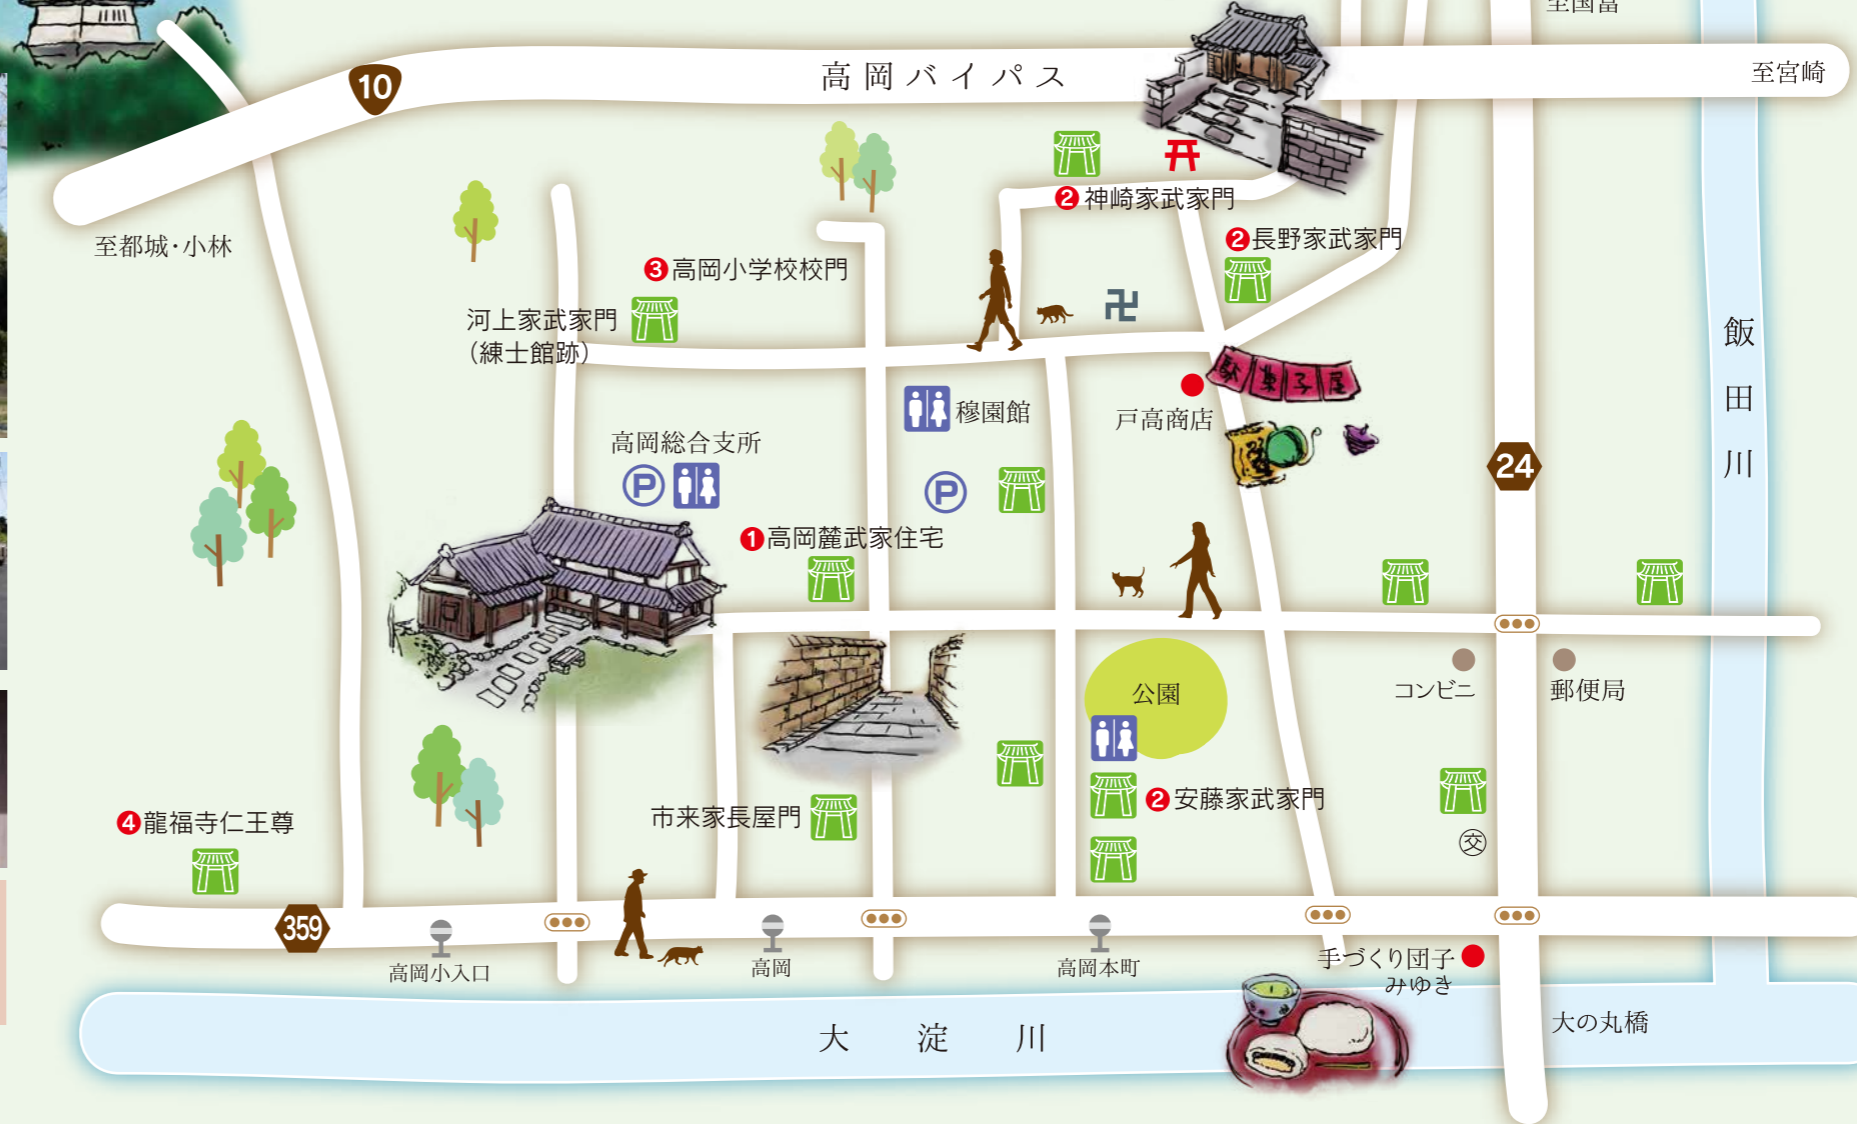 至国富
10
高岡バイパス
至宮崎
至都城・小林
❷神崎家武家門
❷長野家武家門
❸高岡小学校校門
河上家武家門
（練士館跡）
卍
飯田川
駄菓子屋
戸高商店
穆園館
高岡総合支所
P
P
24
❶高岡麓武家住宅
公園
コンビニ
郵便局
❷安藤家武家門
市来家長屋門
❹龍福寺仁王尊
交
359
高岡小入口
高岡
高岡本町
手づくり団子
みゆき
大淀川
大の丸橋